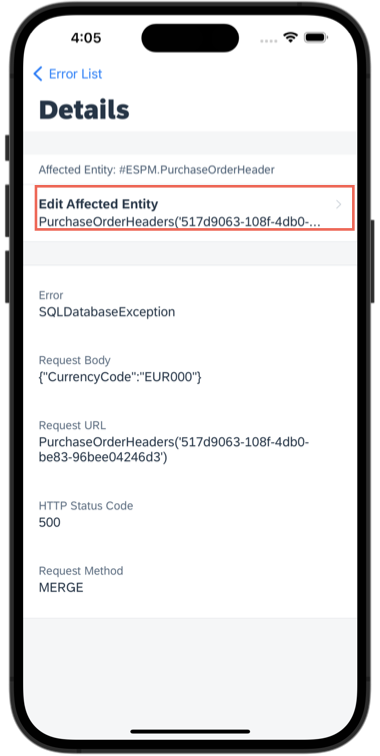 4:05
Error List
Details
Affected Entity: #ESPM.PurchaseOrderHeader
Edit Affected Entity
PurchaseOrderHeaders('517d9063-108f-4db0-...
Error
SQLDatabaseException
Request Body
{"CurrencyCode":"EUR000"}
Request URL
PurchaseOrderHeaders('517d9063-108f-4db0-
be83-96bee04246d3')
HTTP Status Code
500
Request Method
MERGE